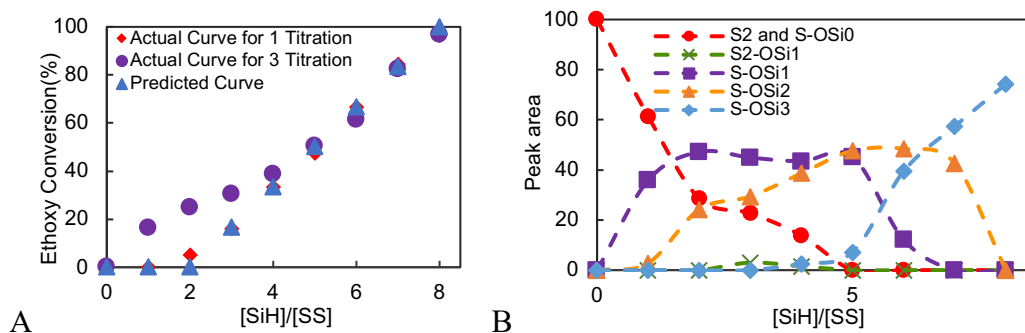 100
80
60
40
20
0
Ethoxy Conversion(%)
Actual Curve for 1 Titration
Actual Curve for 3 Titration
Predicted Curve
0 2 4 6 8
[SiH]/[SS]
A
100
80
60
40
20
0
Peak area
S2 and S-OSi0
S2-OSi1
S-OSi1
S-OSi2
S-OSi3
0 5
[SiH]/[SS]
B